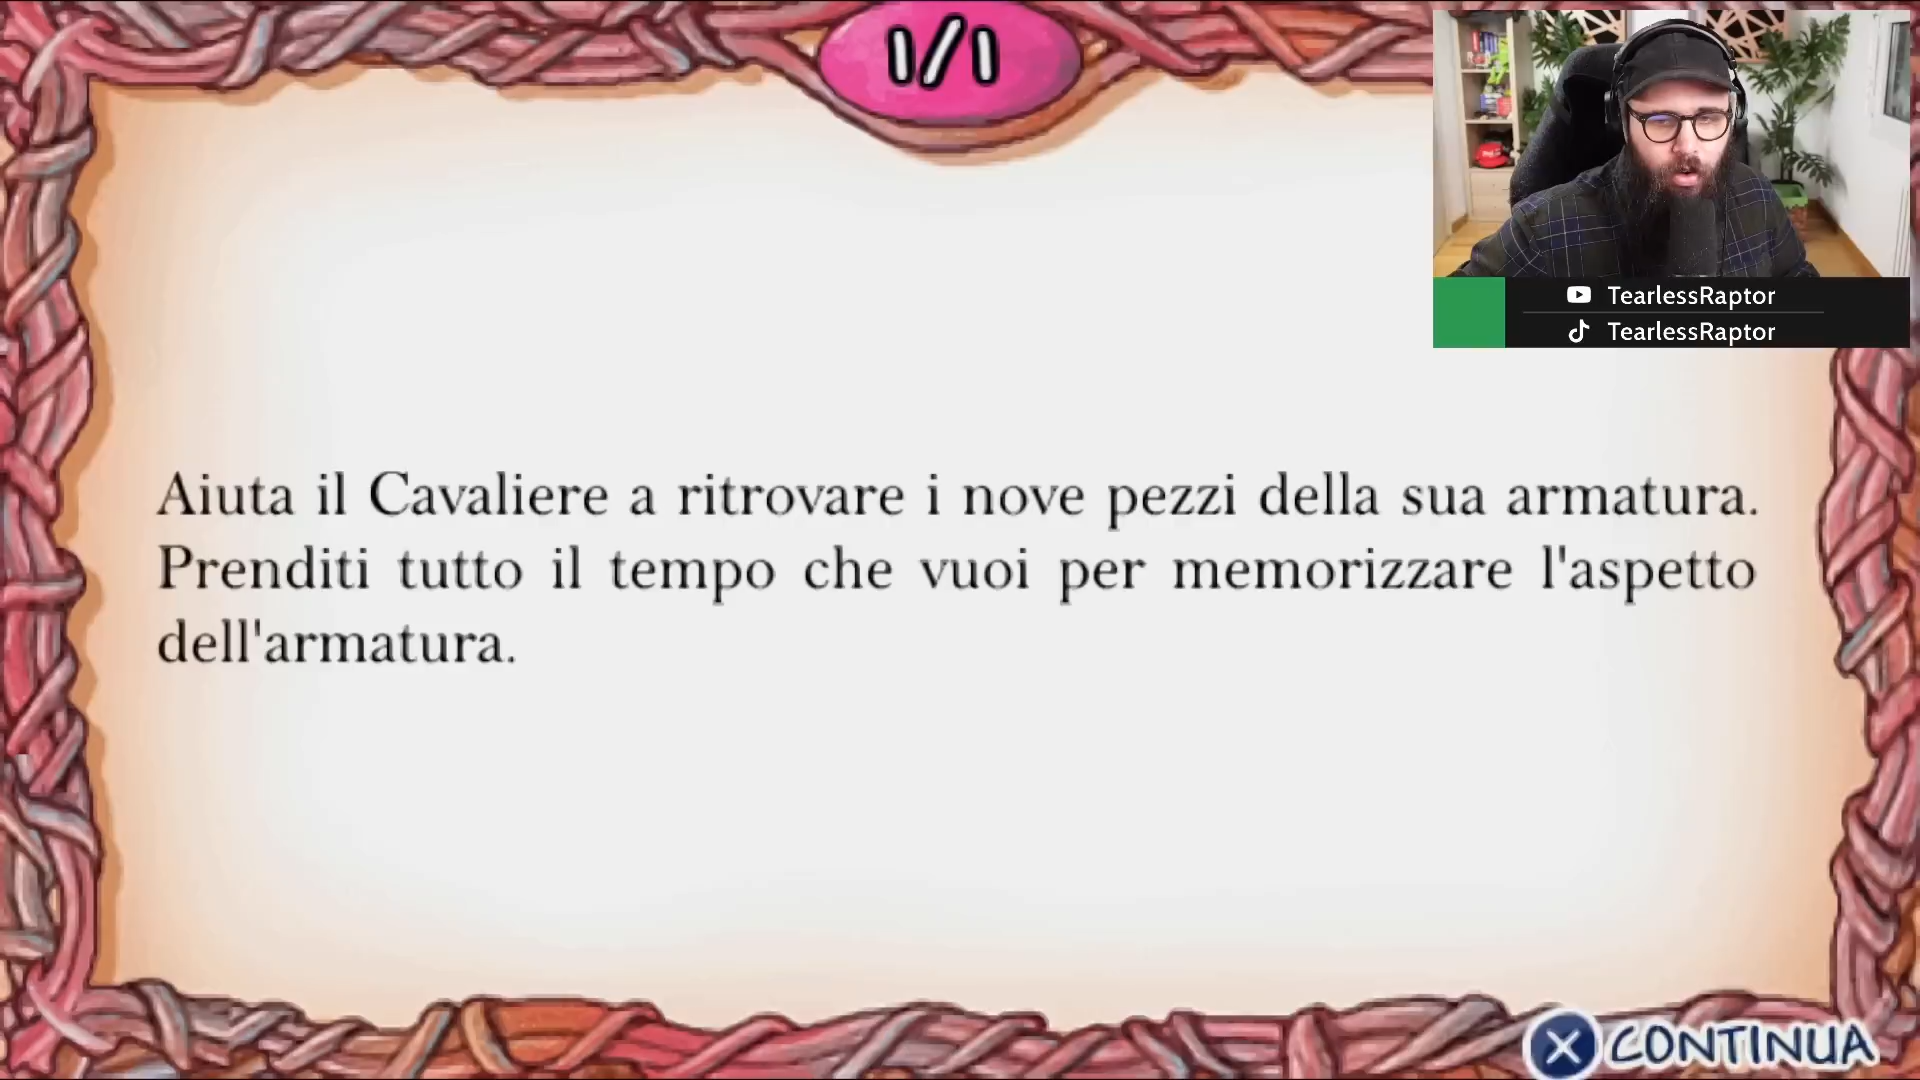 1/1
TearlessRaptor
TearlessRaptor
Aiuta il Cavaliere a ritrovare i nove pezzi della sua armatura.
Prenditi tutto il tempo che vuoi per memorizzare l'aspetto
dell'armatura.
CONTINUA